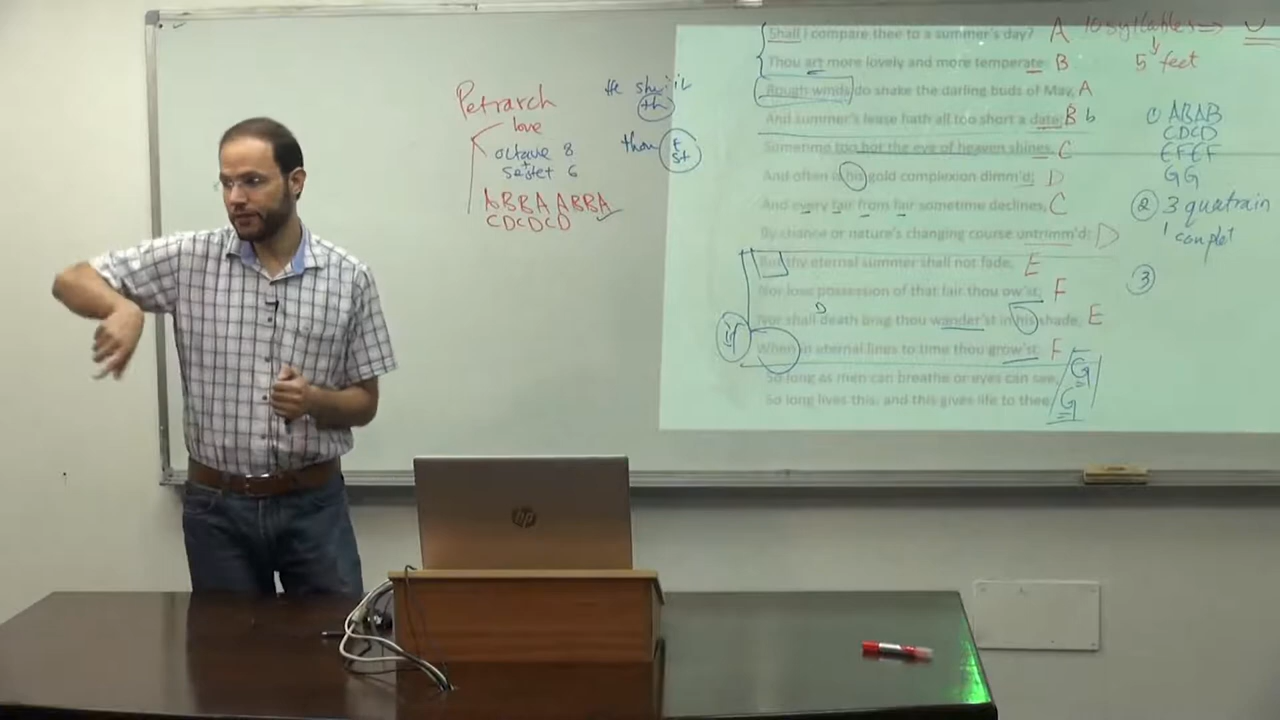 Petrarch
love
octave 8
+
sestet 6
ABBA ABBA
CDCDCD
He
th
thou t
st
Shall I compare thee to a summer's day? A
Thou art more lovely and more temperate: B
Rough winds do shake the darling buds of May, A
And summer's lease hath all too short a date; B b
Sometime too hot the eye of heaven shines, C
And often is his gold complexion dimm'd; D
And every fair from fair sometime declines, C
By chance or nature's changing course untrimm'd; D
But thy eternal summer shall not fade, E
Nor lose possession of that fair thou ow'st; F
D
Nor shall death brag thou wander'st in his shade, E
if
When in eternal lines to time thou grow'st: F
So long as men can breathe or eyes can see, G
So long lives this, and this gives life to thee. G
10 syllables ⇒ U
5 feet
① ABAB
CDCD
EFEF
GG
② 3 quatrain
1 couplet
③
hp